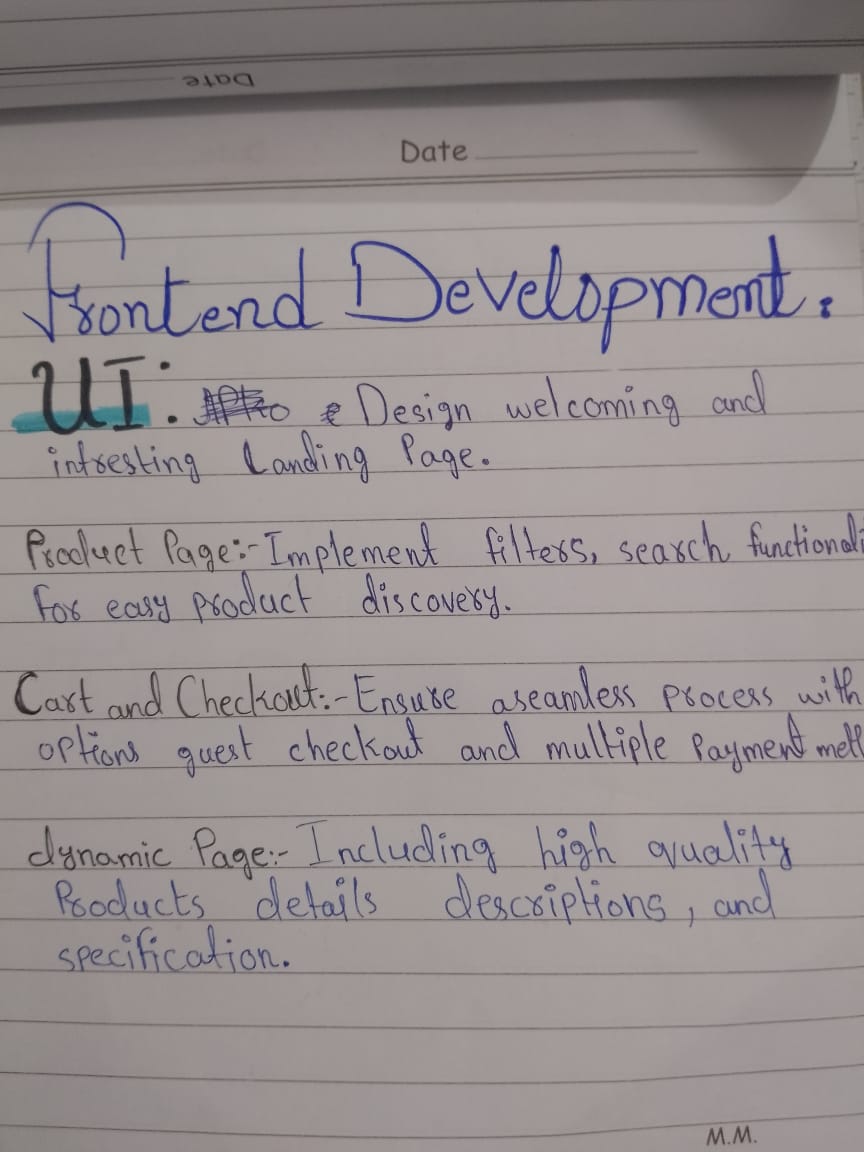 Date
Date
Frontend Development.
UI: Design welcoming and
intresting Landing Page.
Product Page:- Implement filters, search functionali
for easy product discovery.
Cart and Checkout:- Ensure aseamless process with
options guest checkout and multiple Payment meth
dynamic Page:- Including high quality
Products details descriptions, and
specification.
M.M.